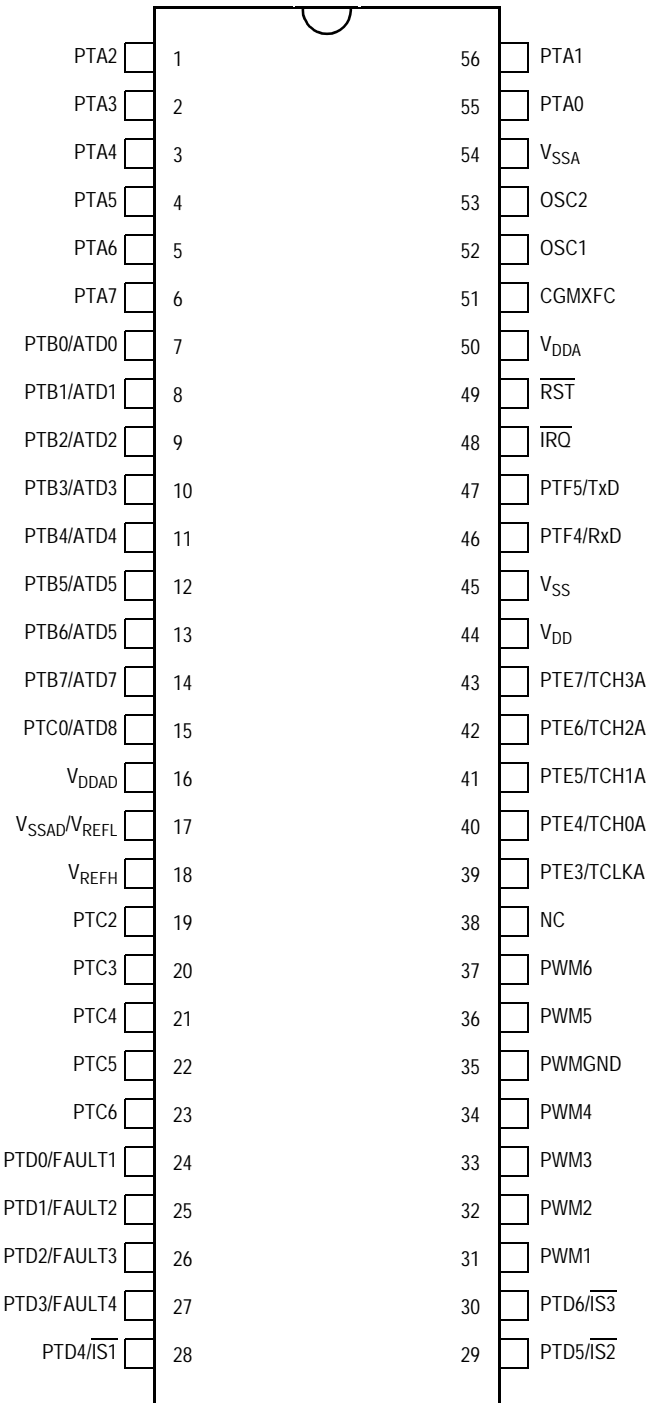 PTA2 1 56 PTA1
PTA3 2 55 PTA0
PTA4 3 54 VSSA
PTA5 4 53 OSC2
PTA6 5 52 OSC1
PTA7 6 51 CGMXFC
PTB0/ATD0 7 50 VDDA
PTB1/ATD1 8 49 R̅S̅T̅
PTB2/ATD2 9 48 I̅R̅Q̅
PTB3/ATD3 10 47 PTF5/TxD
PTB4/ATD4 11 46 PTF4/RxD
PTB5/ATD5 12 45 VSS
PTB6/ATD5 13 44 VDD
PTB7/ATD7 14 43 PTE7/TCH3A
PTC0/ATD8 15 42 PTE6/TCH2A
VDDAD 16 41 PTE5/TCH1A
VSSAD/VREFL 17 40 PTE4/TCH0A
VREFH 18 39 PTE3/TCLKA
PTC2 19 38 NC
PTC3 20 37 PWM6
PTC4 21 36 PWM5
PTC5 22 35 PWMGND
PTC6 23 34 PWM4
PTD0/FAULT1 24 33 PWM3
PTD1/FAULT2 25 32 PWM2
PTD2/FAULT3 26 31 PWM1
PTD3/FAULT4 27 30 PTD6/I̅S̅3̅
PTD4/I̅S̅1̅ 28 29 PTD5/I̅S̅2̅